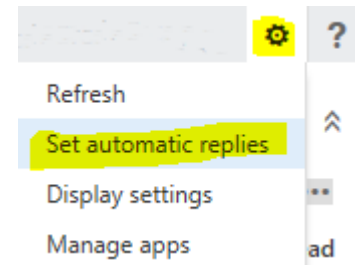 ?
Refresh
Set automatic replies
Display settings
Manage apps
ad